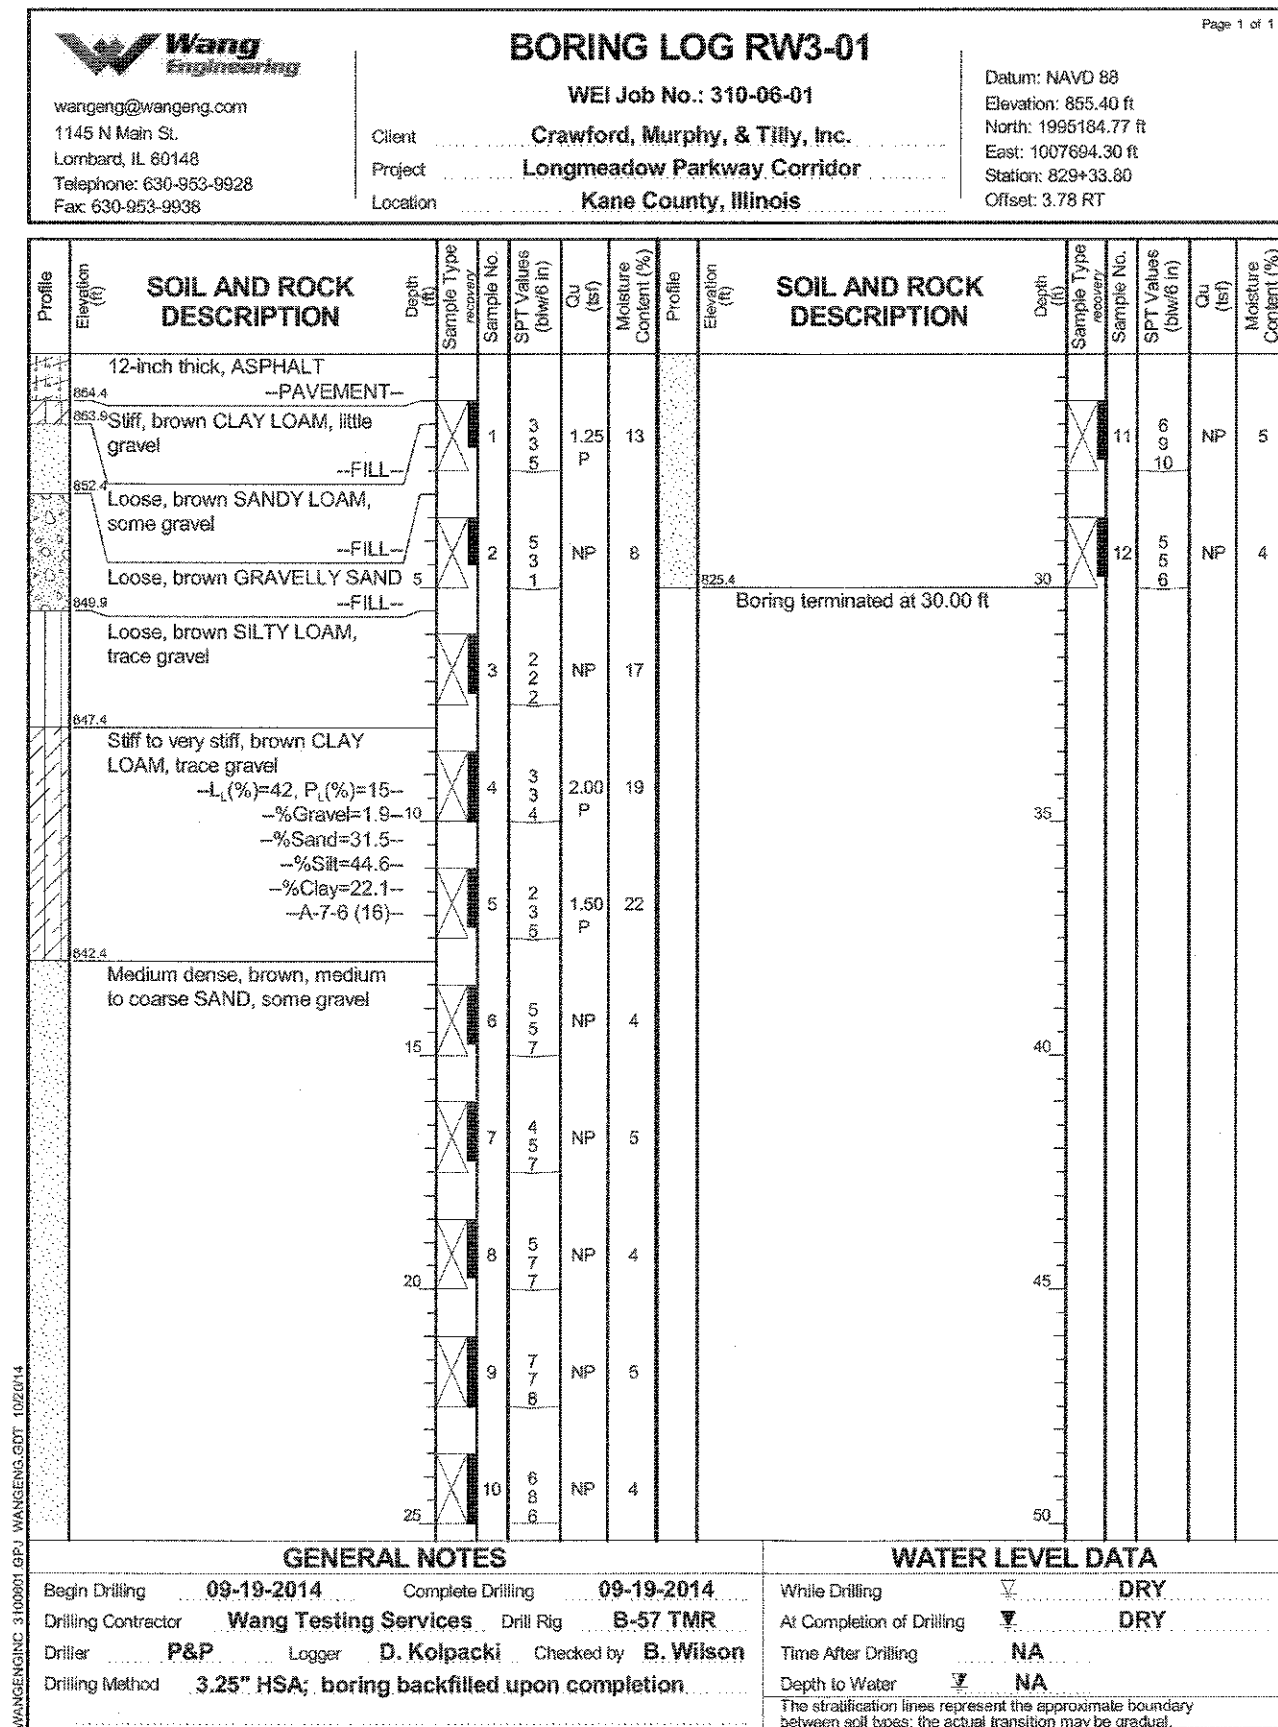 Page 1 of 1
Wang
Engineering
wangeng@wangeng.com
1145 N Main St.
Lombard, IL 60148
Telephone: 630-953-9928
Fax: 630-953-9938
BORING LOG RW3-01
WEI Job No.: 310-06-01
Client Crawford, Murphy, & Tilly, Inc.
Project Longmeadow Parkway Corridor
Location Kane County, Illinois
Datum: NAVD 88
Elevation: 855.40 ft
North: 1995184.77 ft
East: 1007694.30 ft
Station: 829+33.80
Offset: 3.78 RT
Profile
Elevation (ft)
SOIL AND ROCK DESCRIPTION
Depth (ft)
Sample Type
recovery
Sample No.
SPT Values (blw/6 in)
Qu (tsf)
Moisture Content (%)
Profile
Elevation (ft)
SOIL AND ROCK DESCRIPTION
Depth (ft)
Sample Type
recovery
Sample No.
SPT Values (blw/6 in)
Qu (tsf)
Moisture Content (%)
12-inch thick, ASPHALT
854.4 --PAVEMENT--
853.9 Stiff, brown CLAY LOAM, little
gravel
--FILL--
1 3 3 5 1.25 P 13
852.4
Loose, brown SANDY LOAM,
some gravel
--FILL--
2 5 3 1 NP 8
Loose, brown GRAVELLY SAND 5
849.9 --FILL--
Loose, brown SILTY LOAM,
trace gravel
3 2 2 2 NP 17
847.4
Stiff to very stiff, brown CLAY
LOAM, trace gravel
--LL(%)=42, PL(%)=15--
--%Gravel=1.9-- 10
--%Sand=31.5--
--%Silt=44.6--
--%Clay=22.1--
--A-7-6 (16)--
4 3 3 4 2.00 P 19
5 2 3 5 1.50 P 22
842.4
Medium dense, brown, medium
to coarse SAND, some gravel
6 5 5 7 NP 4
15
7 4 5 7 NP 5
8 5 7 7 NP 4
20
9 7 7 8 NP 5
10 6 8 6 NP 4
25
11 6 9 10 NP 5
12 5 5 6 NP 4
825.4 30
Boring terminated at 30.00 ft
35
40
45
50
GENERAL NOTES
Begin Drilling 09-19-2014 Complete Drilling 09-19-2014
Drilling Contractor Wang Testing Services Drill Rig B-57 TMR
Driller P&P Logger D. Kolpacki Checked by B. Wilson
Drilling Method 3.25" HSA; boring backfilled upon completion
WATER LEVEL DATA
While Drilling DRY
At Completion of Drilling DRY
Time After Drilling NA
Depth to Water NA
The stratification lines represent the approximate boundary
between soil types; the actual transition may be gradual.
WANGENGINC 3100601.GPJ WANGENG.GDT 10/20/14